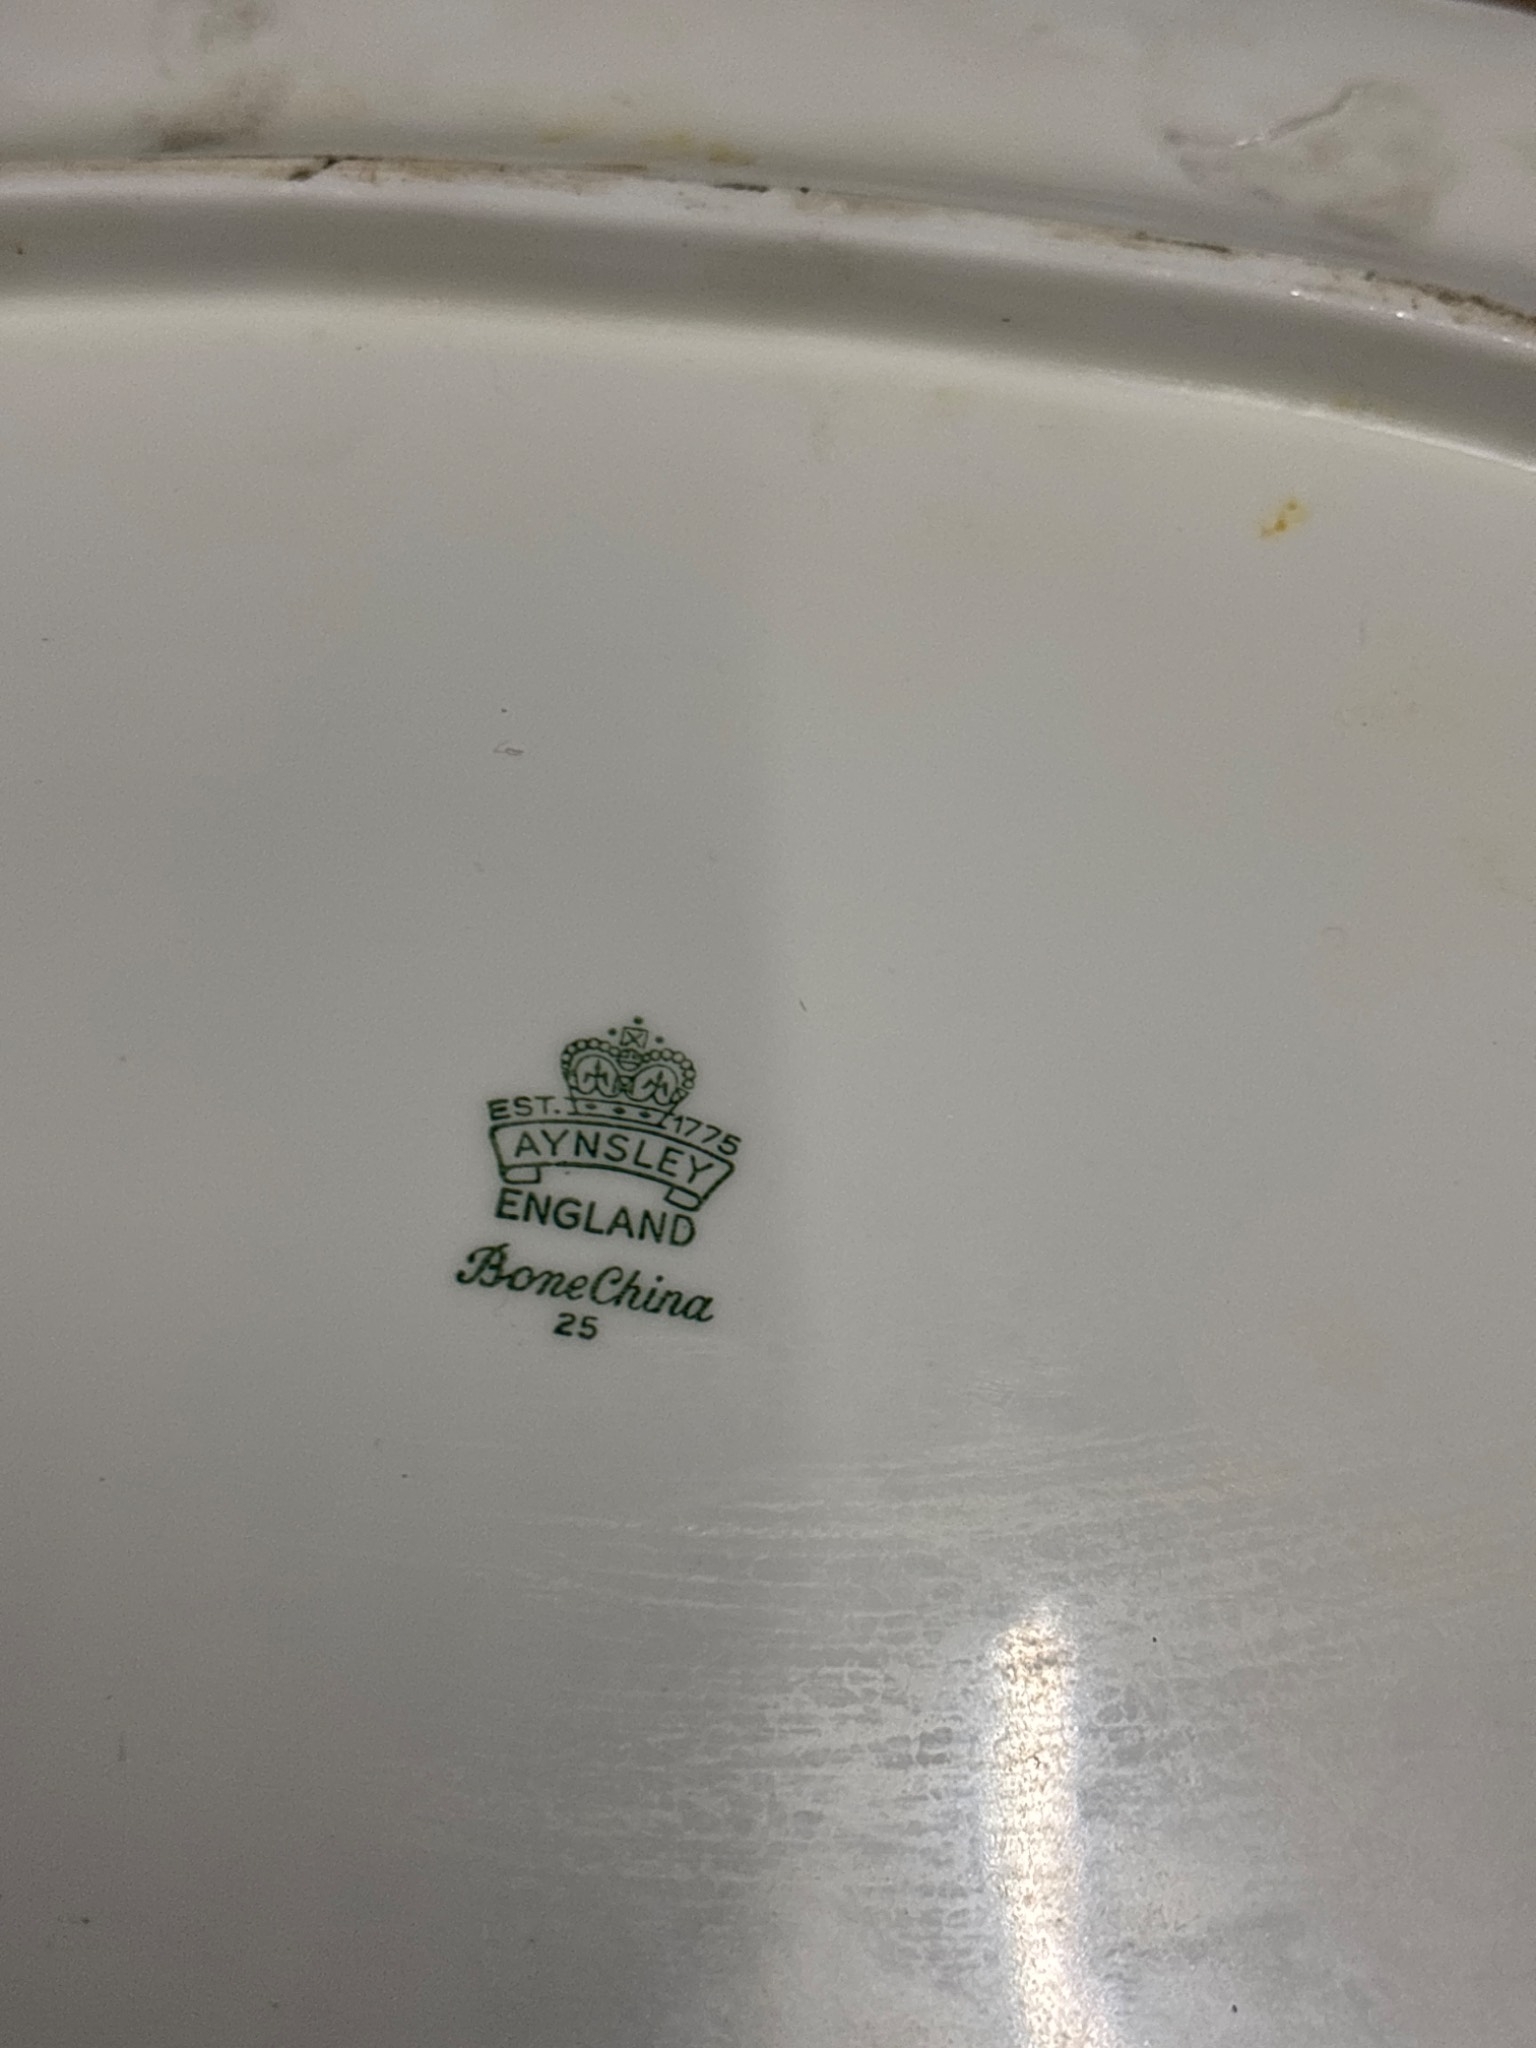 EST. 1775
AYNSLEY
ENGLAND
Bone China
25